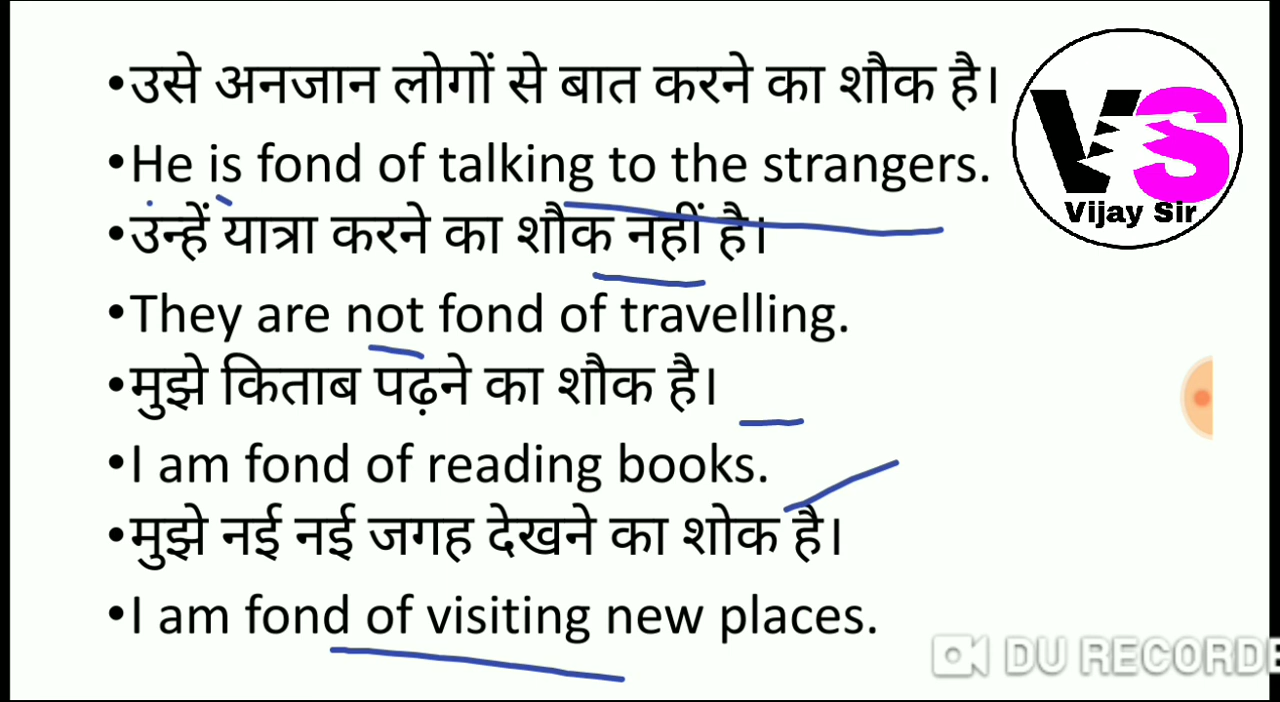 •उसे अनजान लोगों से बात करने का शौक है।
•He is fond of talking to the strangers.
•उन्हें यात्रा करने का शौक नहीं है।
•They are not fond of travelling.
•मुझे किताब पढ़ने का शौक है।
•I am fond of reading books.
•मुझे नई नई जगह देखने का शोक है।
•I am fond of visiting new places.
VS
Vijay Sir
DU RECORDE